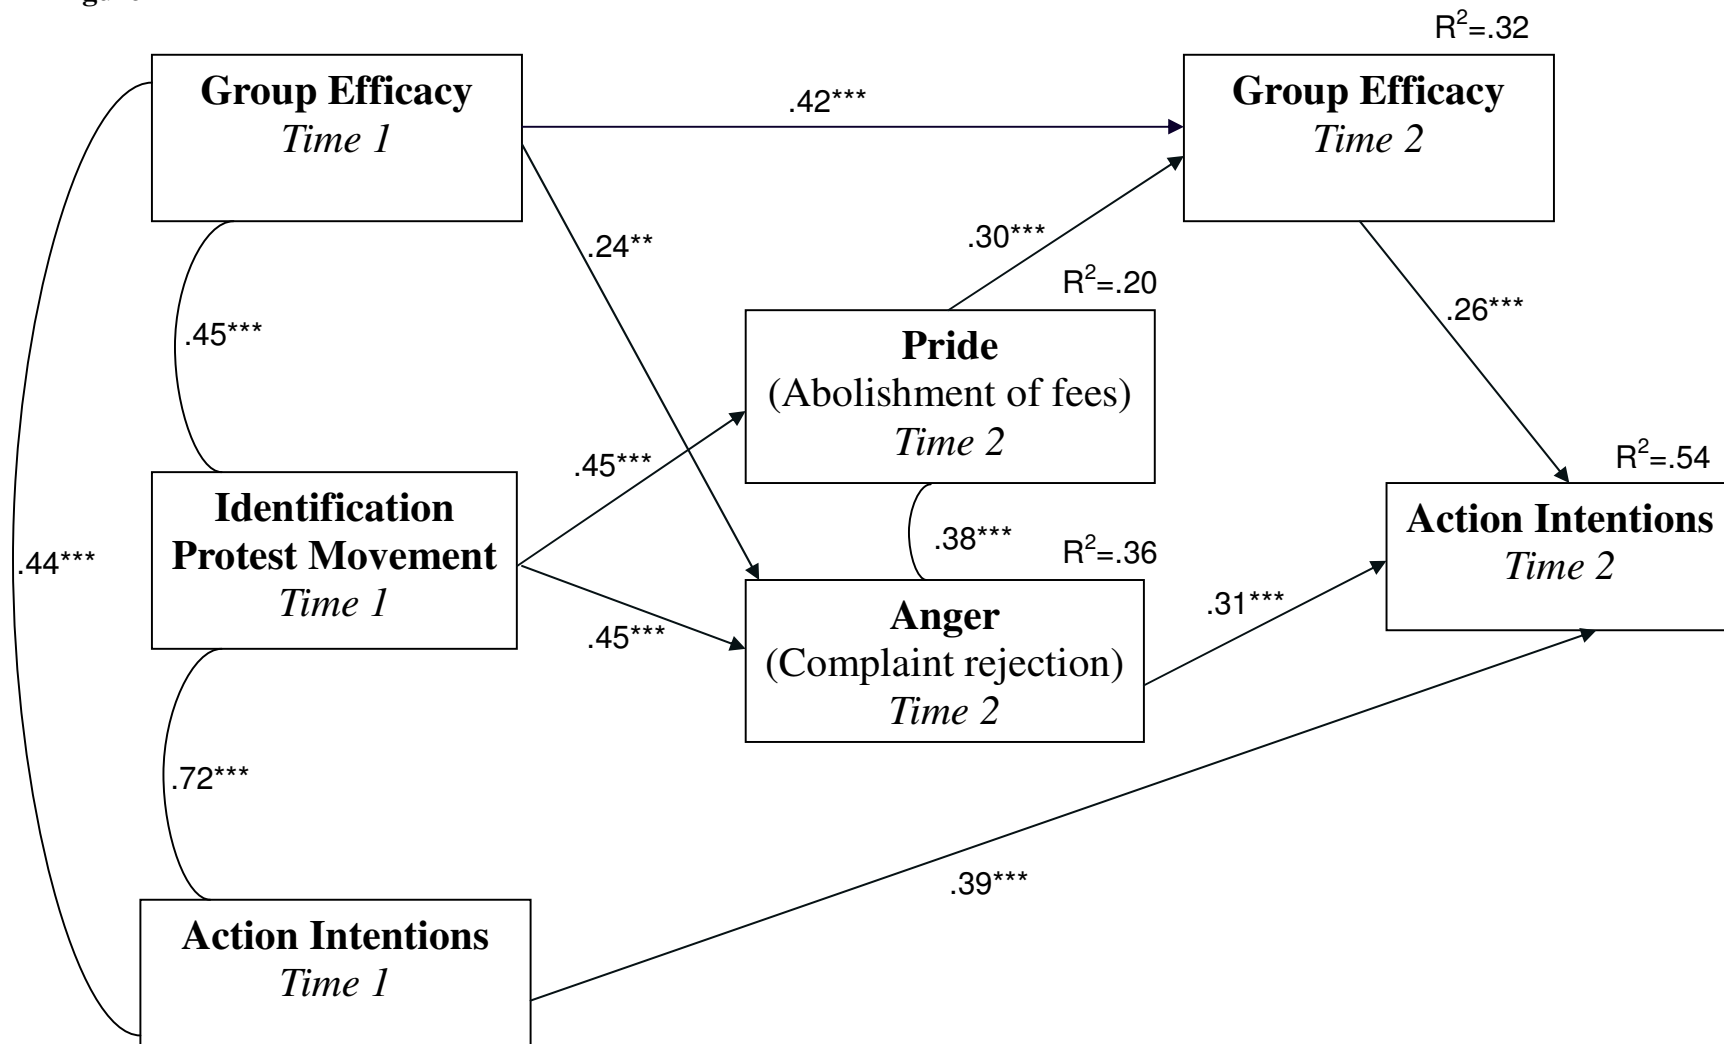 R²=.32
Group Efficacy
Time 1
.42***
Group Efficacy
Time 2
.24**
.30***
R²=.20
.26***
.45***
Pride
(Abolishment of fees)
Time 2
.45***
R²=.54
Identification
Protest Movement
Time 1
.44***
.38***
R²=.36
Action Intentions
Time 2
.45***
Anger
(Complaint rejection)
Time 2
.31***
.72***
.39***
Action Intentions
Time 1